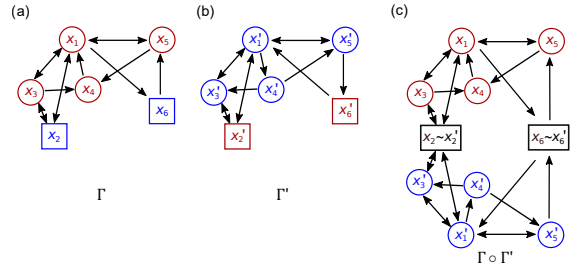 (a) (b) (c)
x₁ x₅ x₁′ x₅′ x₁ x₅
x₃ x₄ x₃′ x₄′ x₃ x₄
x₂ x₆ x₂′ x₆′ x₂~x₂′ x₆~x₆′
x₃′ x₄′
Γ Γ'
x₁′ x₅′
Γ ∘ Γ'